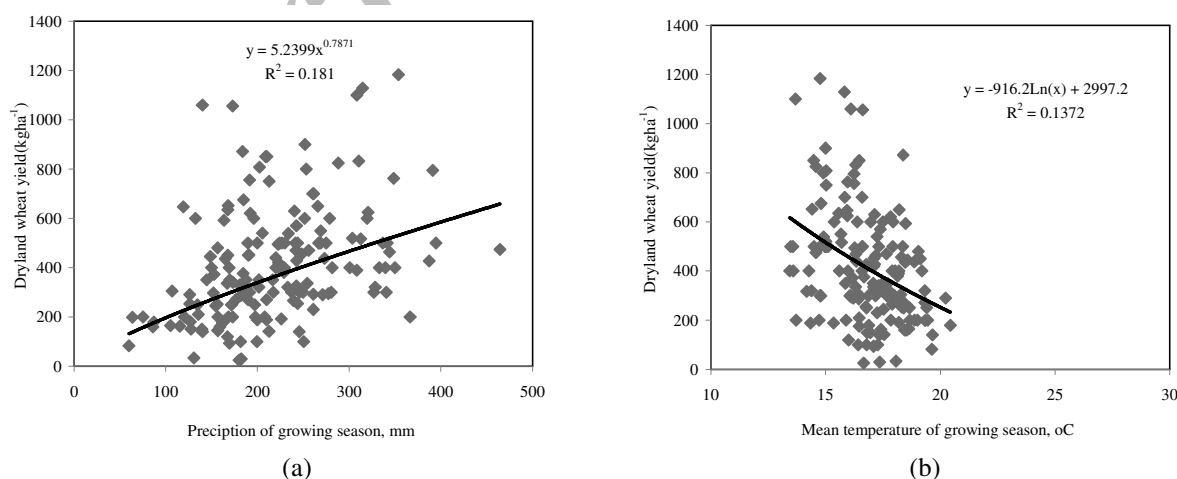 1400
1200
1000
800
600
400
200
0
Dryland wheat yield(kgha-1)
y = 5.2399x^0.7871
R² = 0.181
0 100 200 300 400 500
Preciption of growing season, mm
(a)
1400
1200
1000
800
600
400
200
0
Dryland wheat yield(kgha-1)
y = -916.2Ln(x) + 2997.2
R² = 0.1372
10 15 20 25 30
Mean temperature of growing season, oC
(b)